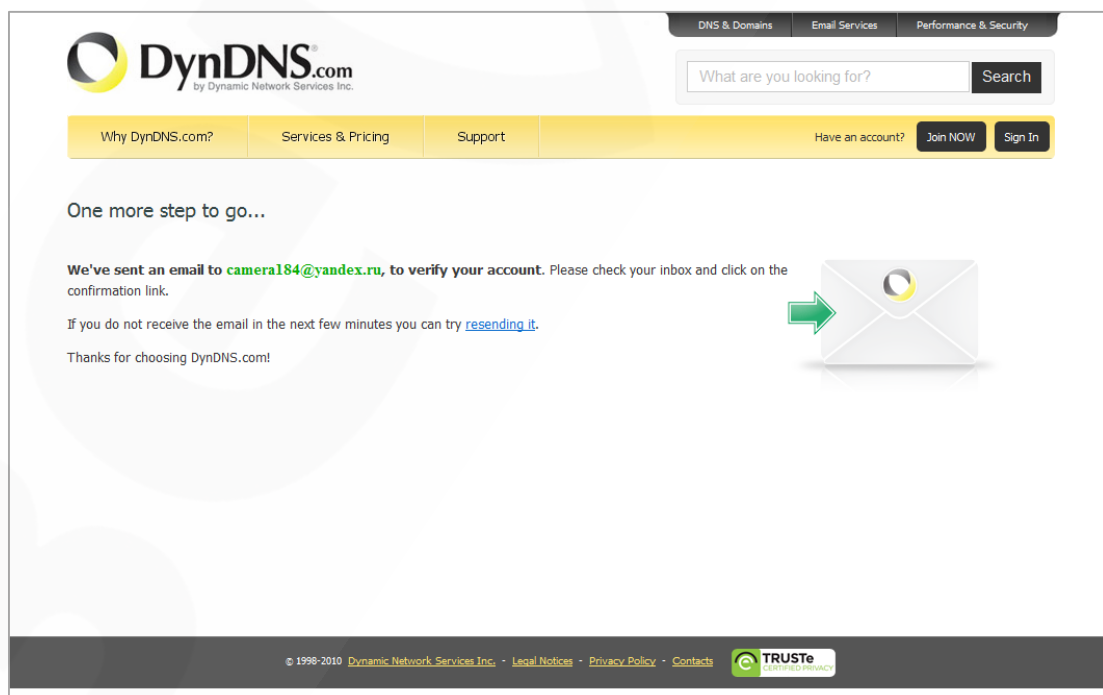 DNS & Domains Email Services Performance & Security
DynDNS.com
by Dynamic Network Services Inc.
What are you looking for? Search
Why DynDNS.com? Services & Pricing Support Have an account? Join NOW Sign In
One more step to go...
We've sent an email to camera184@yandex.ru, to verify your account. Please check your inbox and click on the
confirmation link.
If you do not receive the email in the next few minutes you can try resending it.
Thanks for choosing DynDNS.com!
© 1998-2010 Dynamic Network Services Inc. - Legal Notices - Privacy Policy - Contacts TRUSTe
CERTIFIED PRIVACY